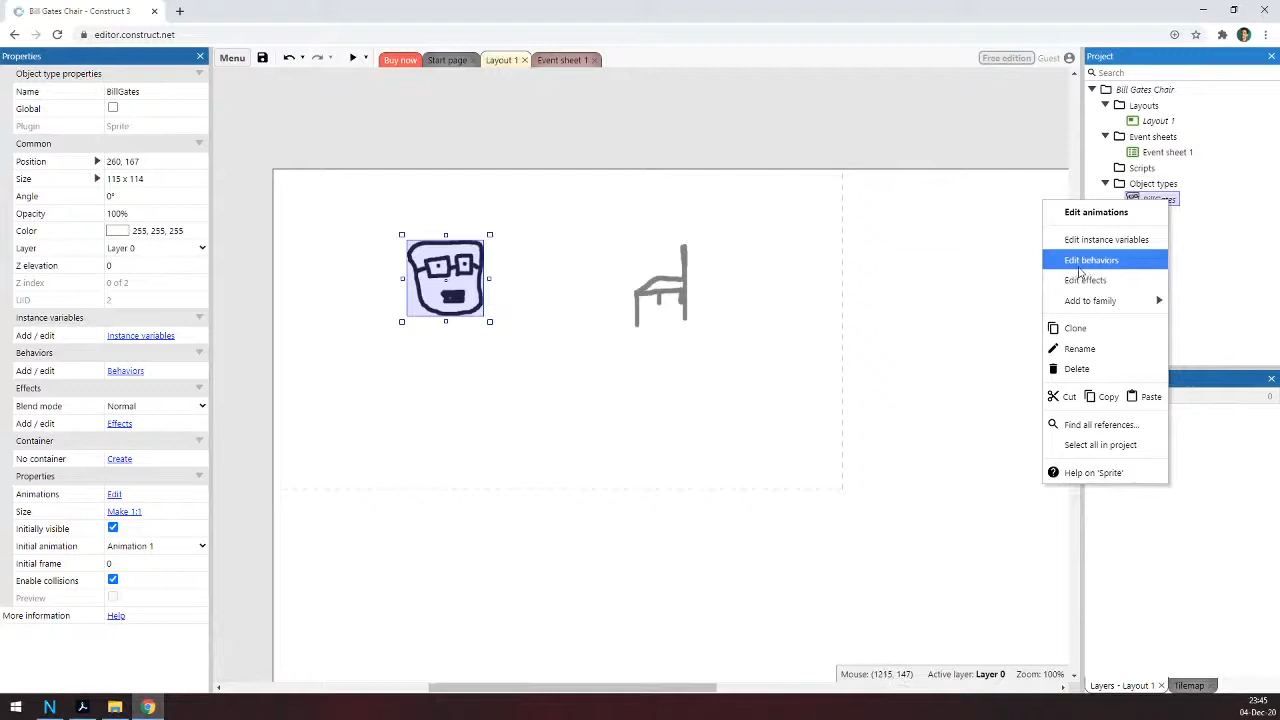 Bill Gates Chair - Construct 3
editor.construct.net
Properties
Object type properties
Name BillGates
Global
Plugin Sprite
Common
Position 260, 167
Size 115 x 114
Angle 0°
Opacity 100%
Color 255, 255, 255
Layer Layer 0
Z elevation 0
Z index 0 of 2
UID 2
Instance variables
Add / edit Instance variables
Behaviors
Add / edit Behaviors
Effects
Blend mode Normal
Add / edit Effects
Container
No container Create
Properties
Animations Edit
Size Make 1:1
Initially visible
Initial animation Animation 1
Initial frame 0
Enable collisions
Preview
More information Help
Menu
Buy now
Start page
Layout 1
Event sheet 1
Free edition
Guest
Project
Search
Bill Gates Chair
Layouts
Layout 1
Event sheets
Event sheet 1
Scripts
Object types
BillGates
Edit animations
Edit instance variables
Edit behaviors
Edit effects
Add to family
Clone
Rename
Delete
Cut Copy Paste
Find all references...
Select all in project
Help on 'Sprite'
0
Mouse: (1215, 147) Active layer: Layer 0 Zoom: 100%
Layers - Layout 1
Tilemap
23:45
04-Dec-20